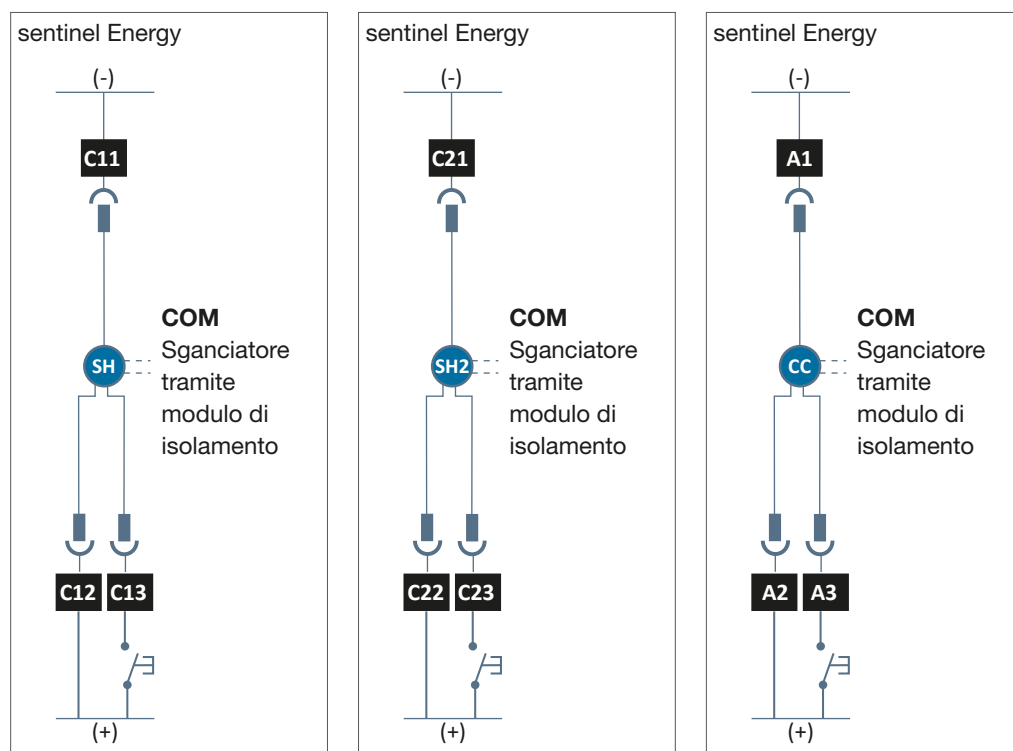 sentinel Energy
(-)
C11
SH
COM
Sganciatore
tramite
modulo di
isolamento
C12 C13
(+)
sentinel Energy
(-)
C21
SH2
COM
Sganciatore
tramite
modulo di
isolamento
C22 C23
(+)
sentinel Energy
(-)
A1
CC
COM
Sganciatore
tramite
modulo di
isolamento
A2 A3
(+)